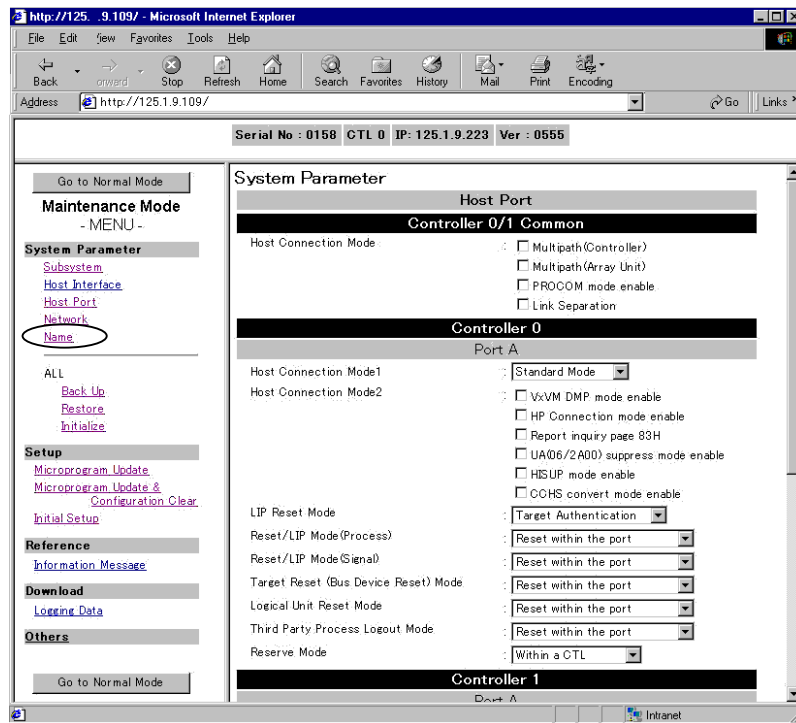 http://125. .9.109/ - Microsoft Internet Explorer
File Edit View Favorites Tools Help
Back Stop Refresh Home Search Favorites History Mail Print Encoding
Address http://125.1.9.109/ Go Links
Serial No : 0158 CTL 0 IP: 125.1.9.223 Ver : 0555
Go to Normal Mode
Maintenance Mode
- MENU -
System Parameter
Subsystem
Host Interface
Host Port
Network
Name
ALL
Back Up
Restore
Initialize
Setup
Microprogram Update
Microprogram Update &
Configuration Clear
Initial Setup
Reference
Information Message
Download
Logging Data
Others
Go to Normal Mode
System Parameter
Host Port
Controller 0/1 Common
Host Connection Mode : Multipath(Controller)
Multipath(Array Unit)
PROCOM mode enable
Link Separation
Controller 0
Port A
Host Connection Mode1 : Standard Mode
Host Connection Mode2 : VxVM DMP mode enable
HP Connection mode enable
Report inquiry page 83H
UA(06/2A00) suppress mode enable
HISUP mode enable
CCHS convert mode enable
LIP Reset Mode : Target Authentication
Reset/LIP Mode(Process) : Reset within the port
Reset/LIP Mode(Signal) : Reset within the port
Target Reset (Bus Device Reset) Mode : Reset within the port
Logical Unit Reset Mode : Reset within the port
Third Party Process Logout Mode : Reset within the port
Reserve Mode : Within a CTL
Controller 1
Port A
Intranet